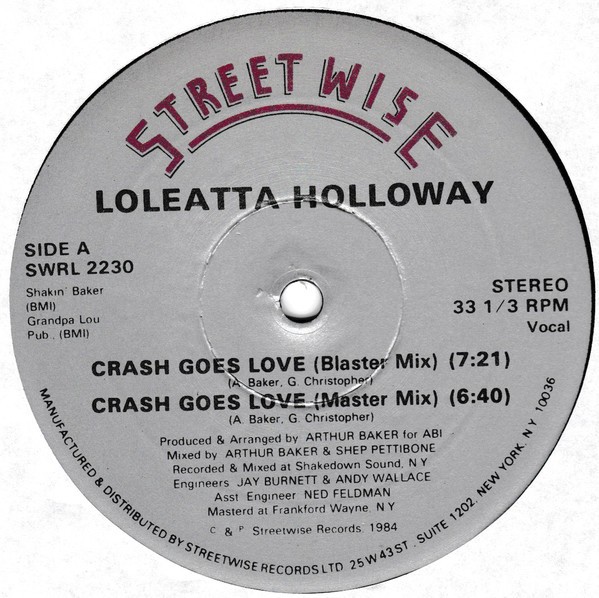 STREETWISE
LOLEATTA HOLLOWAY
SIDE A
SWRL 2230
Shakin' Baker
(BMI)
Grandpa Lou
Pub., (BMI)
STEREO
33 1/3 RPM
Vocal
CRASH GOES LOVE (Blaster Mix) (7:21)
(A. Baker, G. Christopher)
CRASH GOES LOVE (Master Mix) (6:40)
(A. Baker, G. Christopher)
Produced & Arranged by ARTHUR BAKER for ABI
Mixed by ARTHUR BAKER & SHEP PETTIBONE
Recorded & Mixed at Shakedown Sound, N.Y
Engineers JAY BURNETT & ANDY WALLACE
Asst Engineer NED FELDMAN
Masterd at Frankford Wayne, N.Y
C & P Streetwise Records, 1984
MANUFACTURED & DISTRIBUTED BY STREETWISE RECORDS LTD. 25 W 43 ST., SUITE 1202, NEW YORK, N.Y. 10036